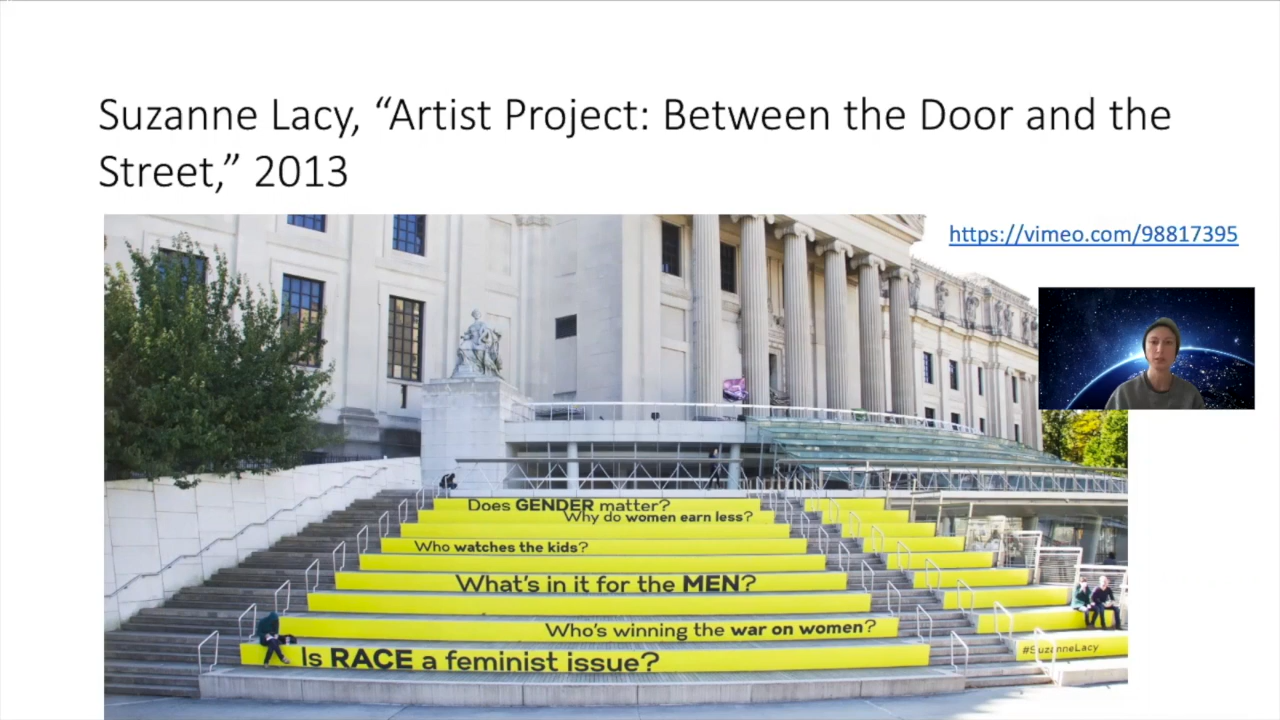 Suzanne Lacy, “Artist Project: Between the Door and the
Street,” 2013
https://vimeo.com/98817395
Does GENDER matter?
Why do women earn less?
Who watches the kids?
What's in it for the MEN?
Who's winning the war on women?
Is RACE a feminist issue?
#SuzanneLacy